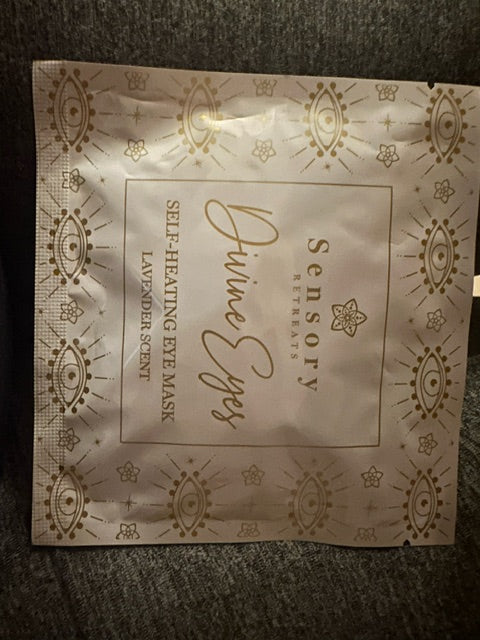 Sensory
RETREATS
Divine Eyes
SELF-HEATING EYE MASK
LAVENDER SCENT